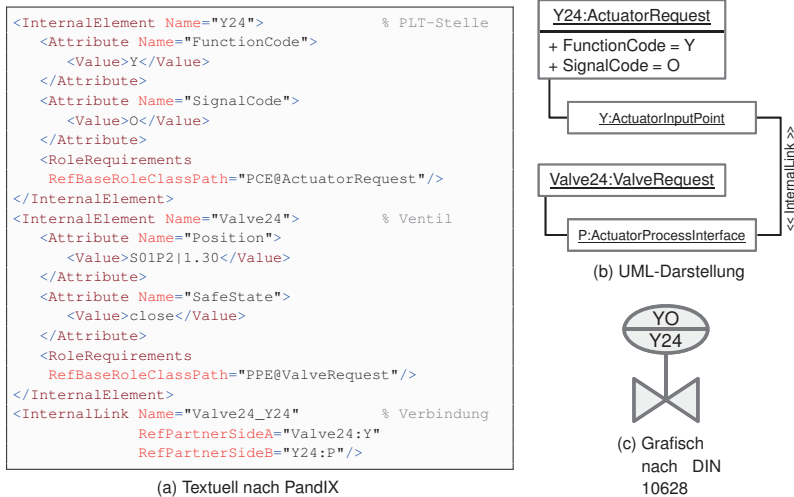 <InternalElement Name="Y24"> % PLT-Stelle
<Attribute Name="FunctionCode">
<Value>Y</Value>
</Attribute>
<Attribute Name="SignalCode">
<Value>O</Value>
</Attribute>
<RoleRequirements
RefBaseRoleClassPath="PCE@ActuatorRequest"/>
</InternalElement>
<InternalElement Name="Valve24"> % Ventil
<Attribute Name="Position">
<Value>S01P2|1.30</Value>
</Attribute>
<Attribute Name="SafeState">
<Value>close</Value>
</Attribute>
<RoleRequirements
RefBaseRoleClassPath="PPE@ValveRequest"/>
</InternalElement>
<InternalLink Name="Valve24_Y24" % Verbindung
RefPartnerSideA="Valve24:Y"
RefPartnerSideB="Y24:P"/>
(a) Textuell nach PandIX
Y24:ActuatorRequest
+ FunctionCode = Y
+ SignalCode = O
Y:ActuatorInputPoint
<< InternalLink >>
Valve24:ValveRequest
P:ActuatorProcessInterface
(b) UML-Darstellung
YO
Y24
(c) Grafisch
nach DIN
10628